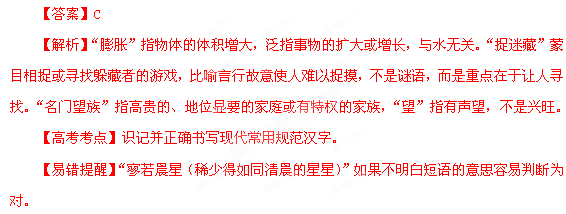 【答案】C
【解析】“膨胀”指物体的体积增大，泛指事物的扩大或增长，与水无关。“捉迷藏”蒙
目相捉或寻找躲藏者的游戏，比喻言行故意使人难以捉摸，不是谜语，而是重点在于让人寻
找。“名门望族”指高贵的、地位显要的家庭或有特权的家族，“望”指有声望，不是兴旺。
【高考考点】识记并正确书写现代常用规范汉字。
【易错提醒】“寥若晨星（稀少得如同清晨的星星）”如果不明白短语的意思容易判断为
对。